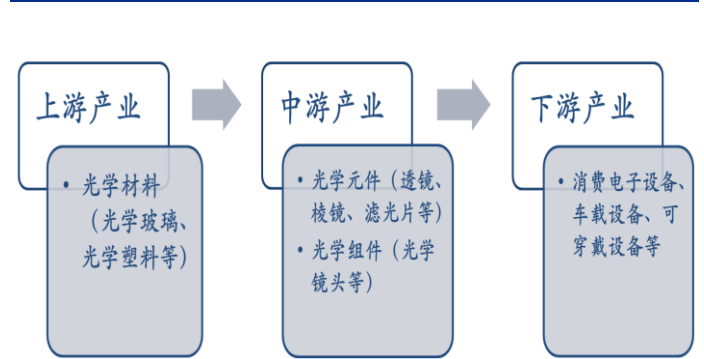 上游产业
• 光学材料
（光学玻璃、
光学塑料等）
中游产业
• 光学元件（透镜、
棱镜、滤光片等）
• 光学组件（光学
镜头等）
下游产业
• 消费电子设备、
车载设备、可
穿戴设备等